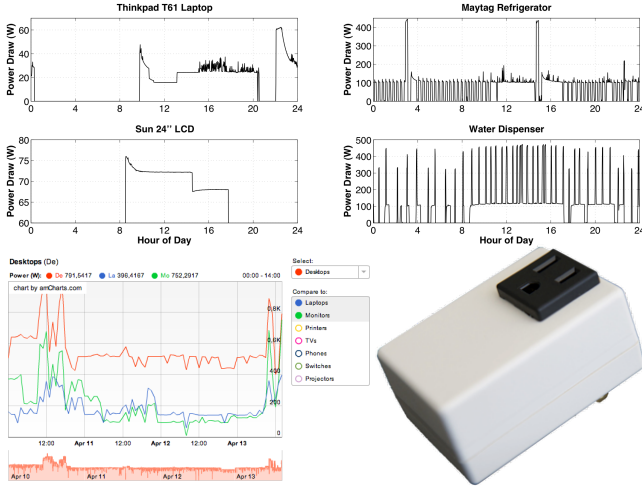 Thinkpad T61 Laptop
Power Draw (W)
60
40
20
0
0 4 8 12 16 20 24
Maytag Refrigerator
Power Draw (W)
400
300
200
100
0
0 4 8 12 16 20 24
Sun 24'' LCD
Power Draw (W)
80
75
70
65
60
0 4 8 12 16 20 24
Hour of Day
Water Dispenser
Power Draw (W)
500
400
300
200
100
0
0 4 8 12 16 20 24
Hour of Day
Desktops (De)
Power (W): De 791,5417 La 396,4167 Mo 752,2917 00:00 - 14:00
chart by amCharts.com
0.8K
400
200
0
12:00 Apr 11 12:00 Apr 12 12:00 Apr 13
Apr 10 Apr 11 Apr 12 Apr 13
Select:
Desktops
Compare to:
Laptops
Monitors
Printers
TVs
Phones
Switches
Projectors